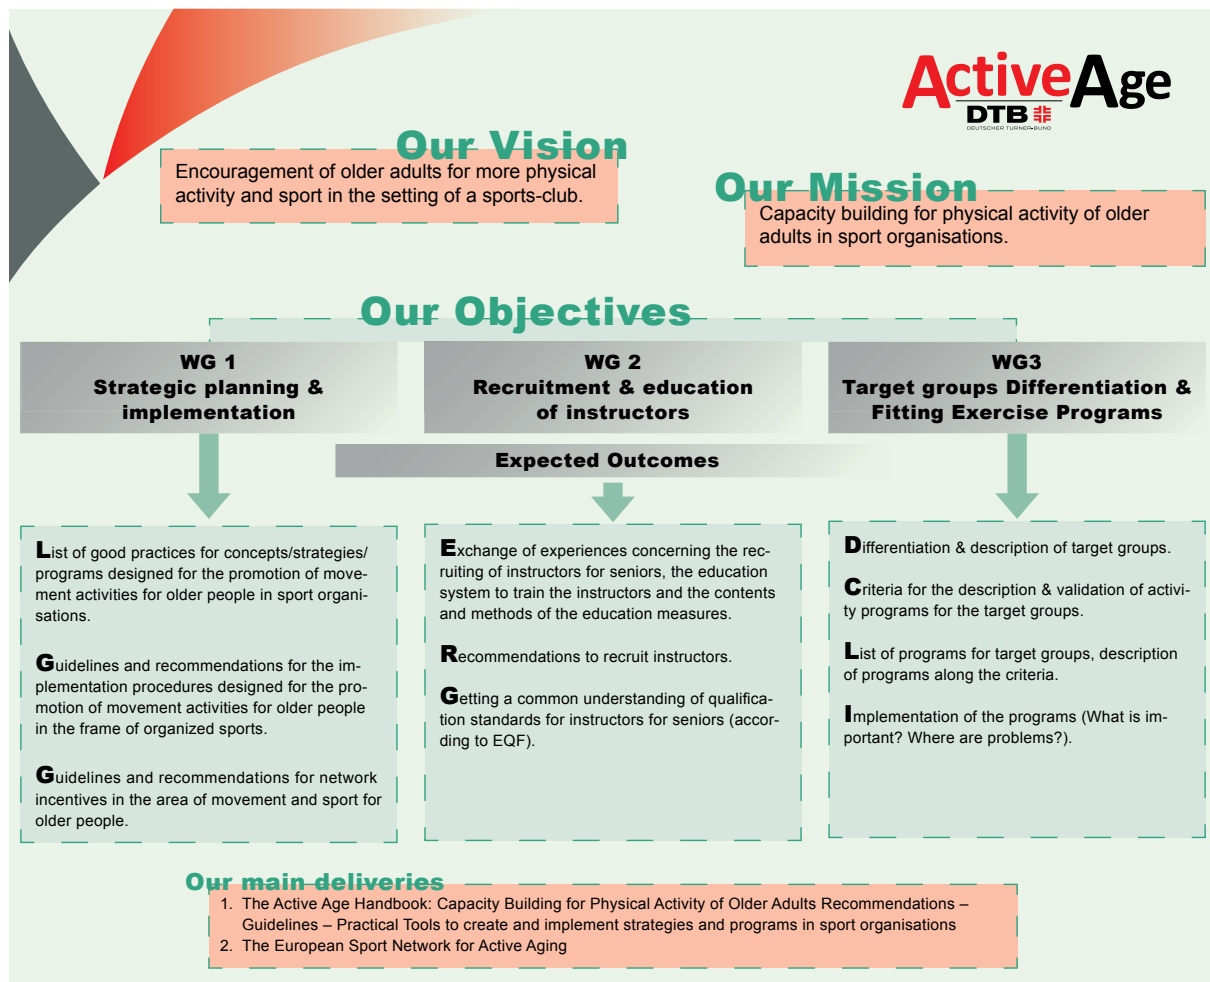 ActiveAge
DTB
DEUTSCHER TURNER-BUND
Our Vision
Encouragement of older adults for more physical
activity and sport in the setting of a sports-club.
Our Mission
Capacity building for physical activity of older
adults in sport organisations.
Our Objectives
WG 1
Strategic planning &
implementation
WG 2
Recruitment & education
of instructors
WG3
Target groups Differentiation &
Fitting Exercise Programs
Expected Outcomes
List of good practices for concepts/strategies/
programs designed for the promotion of move-
ment activities for older people in sport organi-
sations.
Guidelines and recommendations for the im-
plementation procedures designed for the pro-
motion of movement activities for older people
in the frame of organized sports.
Guidelines and recommendations for network
incentives in the area of movement and sport for
older people.
Exchange of experiences concerning the rec-
ruiting of instructors for seniors, the education
system to train the instructors and the contents
and methods of the education measures.
Recommendations to recruit instructors.
Getting a common understanding of qualifica-
tion standards for instructors for seniors (accor-
ding to EQF).
Differentiation & description of target groups.
Criteria for the description & validation of activi-
ty programs for the target groups.
List of programs for target groups, description
of programs along the criteria.
Implementation of the programs (What is im-
portant? Where are problems?).
Our main deliveries
1. The Active Age Handbook: Capacity Building for Physical Activity of Older Adults Recommendations –
Guidelines – Practical Tools to create and implement strategies and programs in sport organisations
2. The European Sport Network for Active Aging